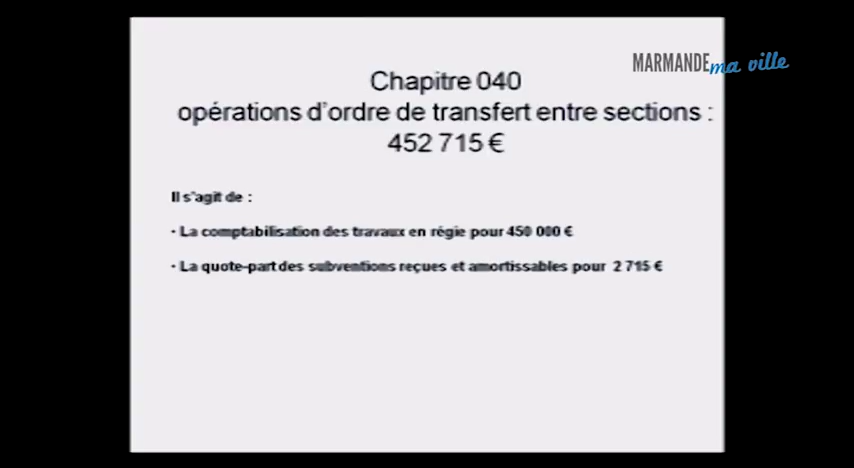 MARMANDE ma ville
Chapitre 040
opérations d'ordre de transfert entre sections :
452 715 €
Il s'agit de :
• La comptabilisation des travaux en régie pour 450 000 €
• La quote-part des subventions reçues et amortissables pour 2 715 €